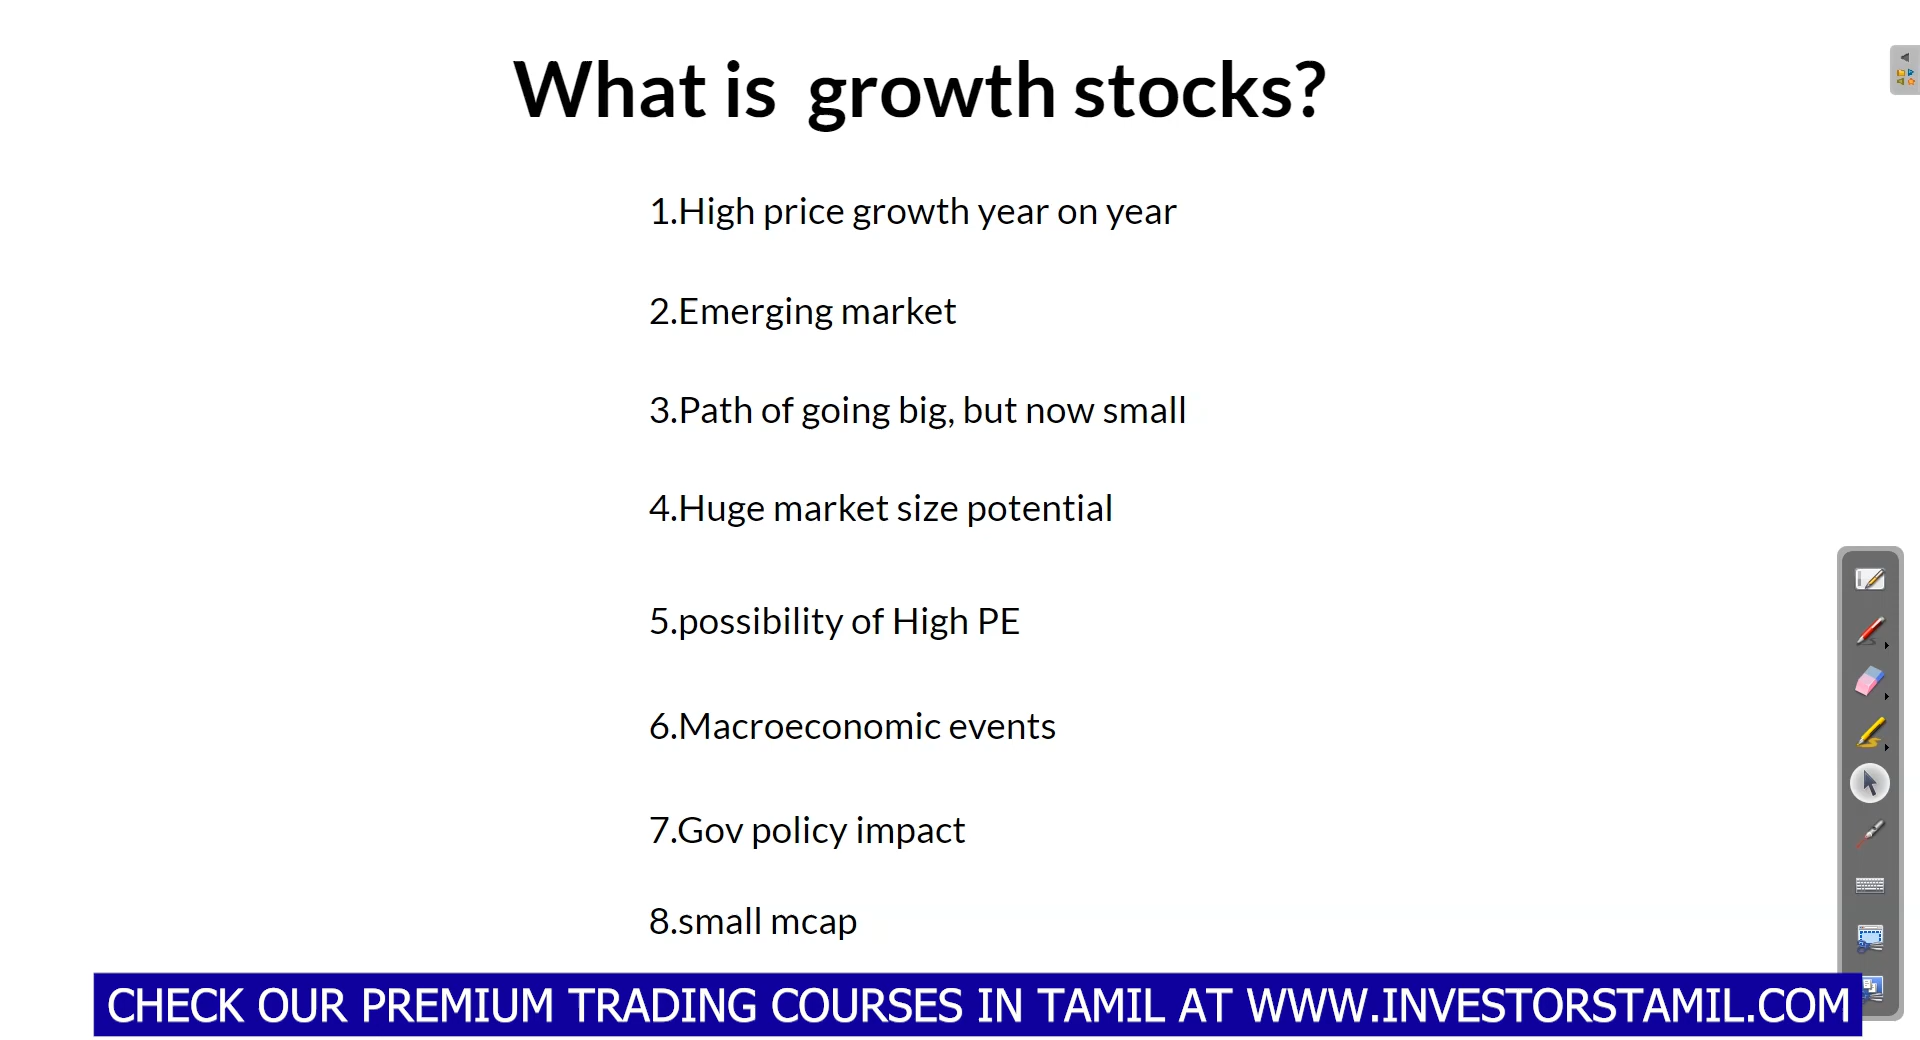 What is  growth stocks?
1.High price growth year on year
2.Emerging market
3.Path of going big, but now small
4.Huge market size potential
5.possibility of High PE
6.Macroeconomic events
7.Gov policy impact
8.small mcap
CHECK OUR PREMIUM TRADING COURSES IN TAMIL AT WWW.INVESTORSTAMIL.COM